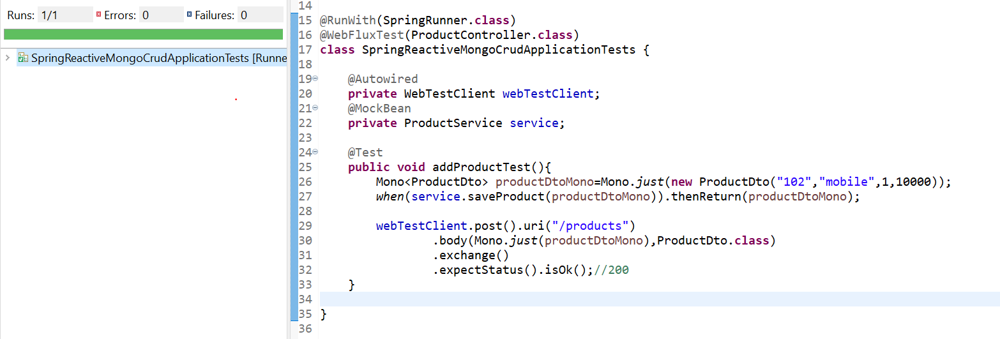 Runs: 1/1 Errors: 0 Failures: 0
SpringReactiveMongoCrudApplicationTests [Runne
14
15 @RunWith(SpringRunner.class)
16 @WebFluxTest(ProductController.class)
17 class SpringReactiveMongoCrudApplicationTests {
18
19 @Autowired
20 private WebTestClient webTestClient;
21 @MockBean
22 private ProductService service;
23
24 @Test
25 public void addProductTest(){
26 Mono<ProductDto> productDtoMono=Mono.just(new ProductDto("102","mobile",1,10000));
27 when(service.saveProduct(productDtoMono)).thenReturn(productDtoMono);
28
29 webTestClient.post().uri("/products")
30 .body(Mono.just(productDtoMono),ProductDto.class)
31 .exchange()
32 .expectStatus().isOk();//200
33 }
34
35 }
36